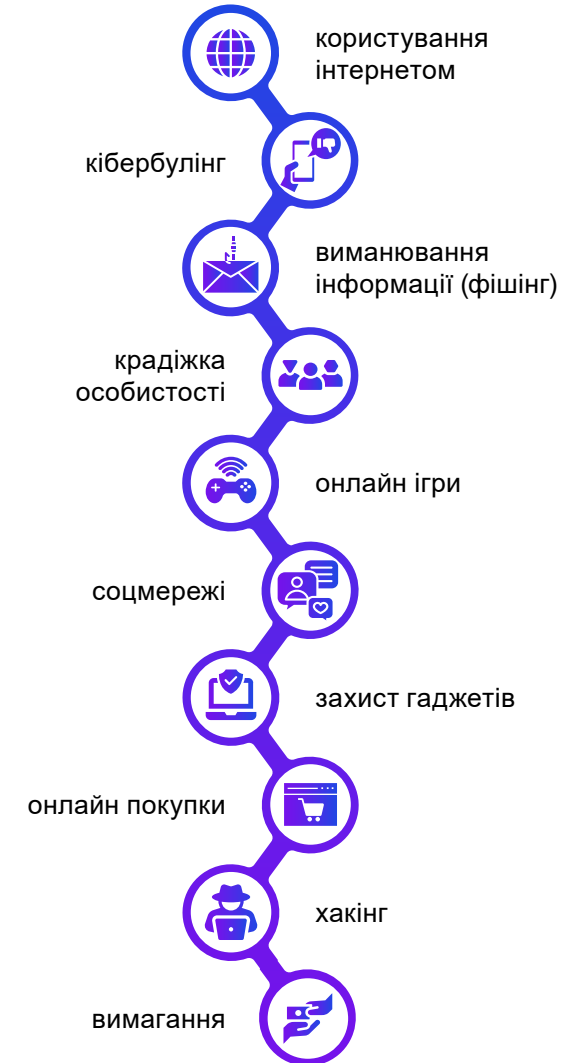 користування
інтернетом
кібербулінг
виманювання
інформації (фішінг)
крадіжка
особистості
онлайн ігри
соцмережі
захист гаджетів
онлайн покупки
хакінг
вимагання